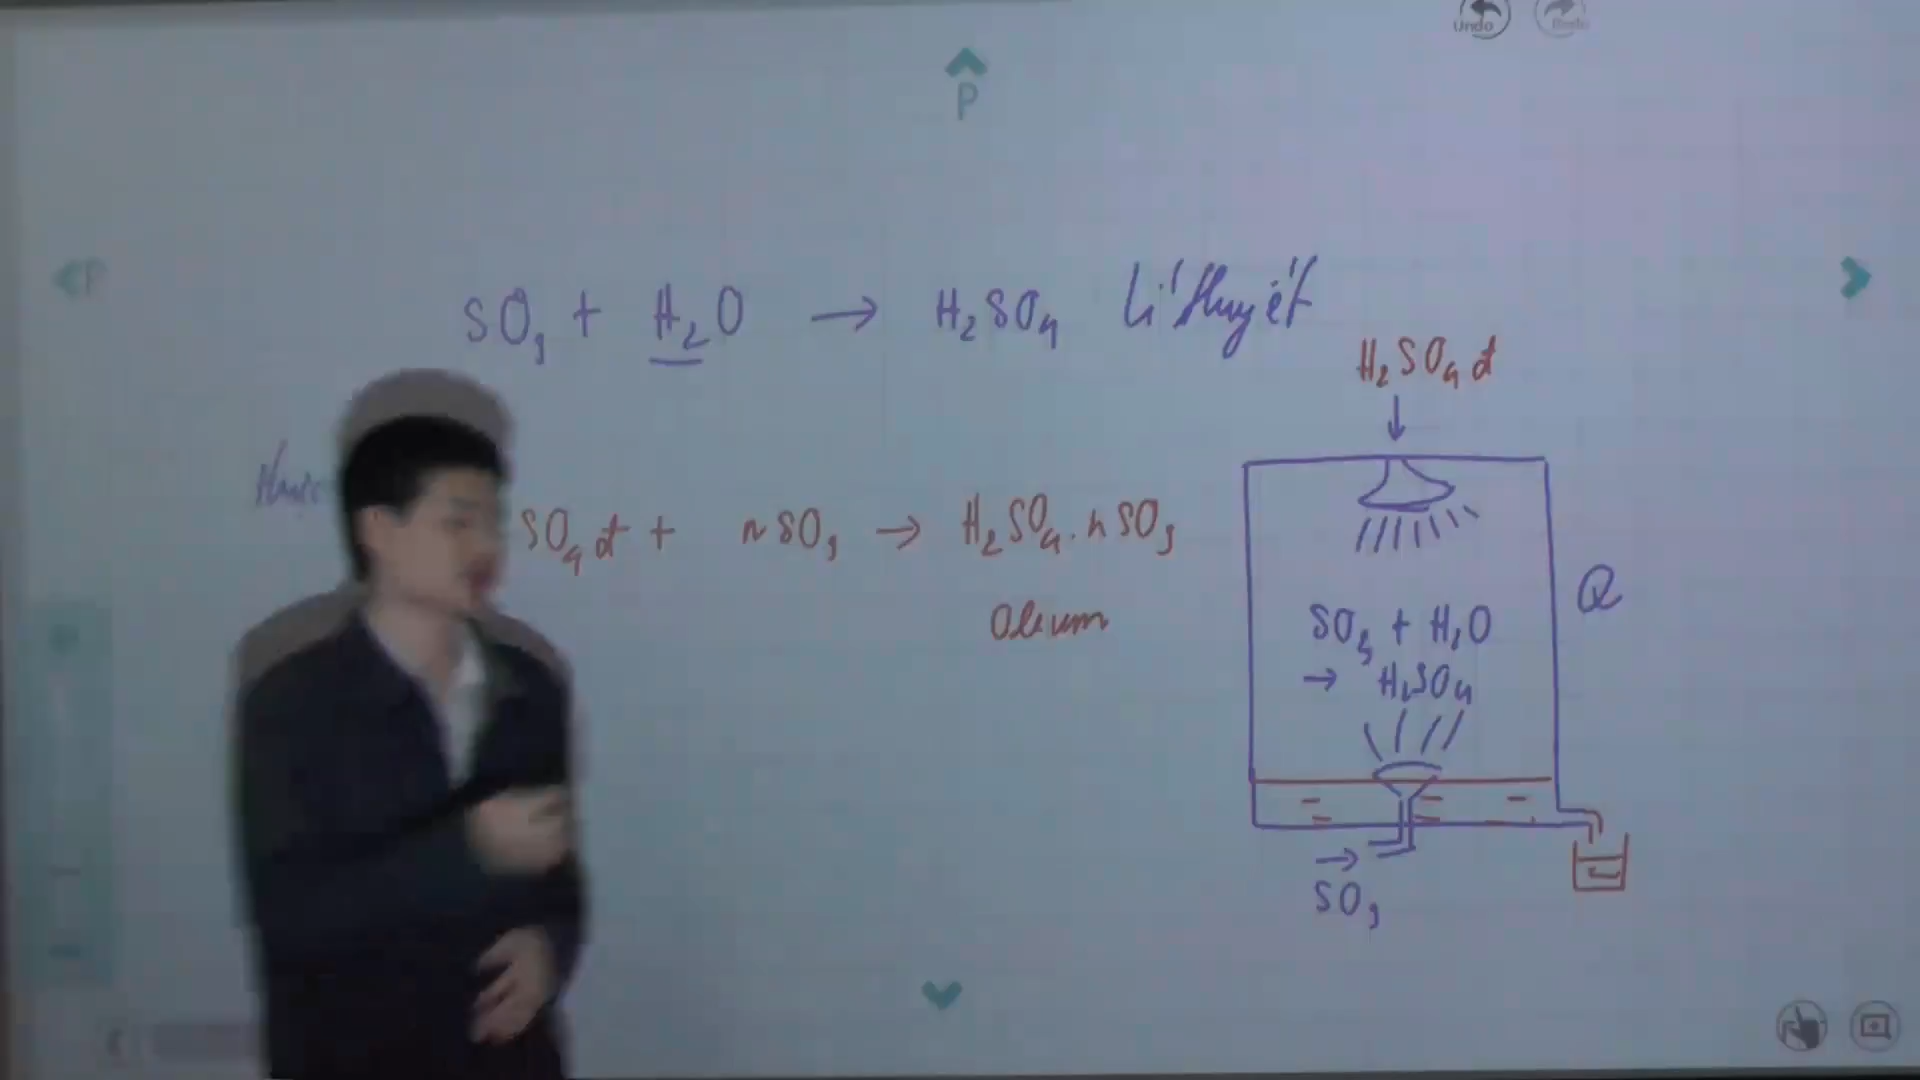 Undo Redo
P
P
SO₃ + H₂O → H₂SO₄ Lí thuyết
H₂SO₄ đ
SO₄ đ + nSO₃ → H₂SO₄.nSO₃
Oleum
Q
SO₃ + H₂O
→ H₂SO₄
SO₃